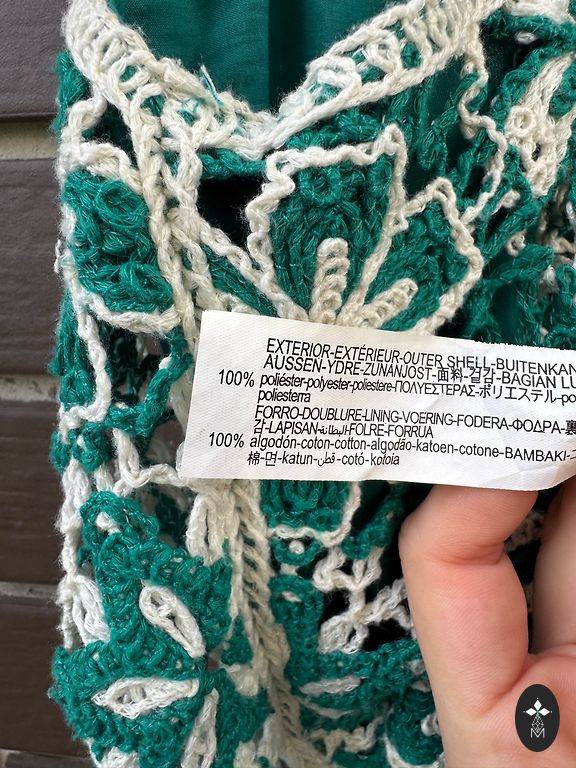 EXTERIOR-EXTÉRIEUR-OUTER SHELL-BUITENKAN
AUSSEN-YDRE-ZUNANJOST-面料-겉감-BAGIAN LU
100% poliéster-polyester-poliestere-ΠΟΛΥΕΣΤΕΡΑΣ-ポリエステル-po
poliesterra
FORRO-DOUBLURE-LINING-VOERING-FODERA-ΦΟΔΡΑ-裏
감-LAPISAN-البطانة-FOLRE-FORRUA
100% algodón-coton-cotton-algodão-katoen-cotone-BAMBAKI-
棉-면-katun-قطن-cotó-kotoia